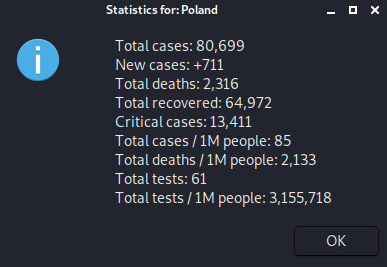 Statistics for: Poland
Total cases: 80,699
New cases: +711
Total deaths: 2,316
Total recovered: 64,972
Critical cases: 13,411
Total cases / 1M people: 85
Total deaths / 1M people: 2,133
Total tests: 61
Total tests / 1M people: 3,155,718
OK